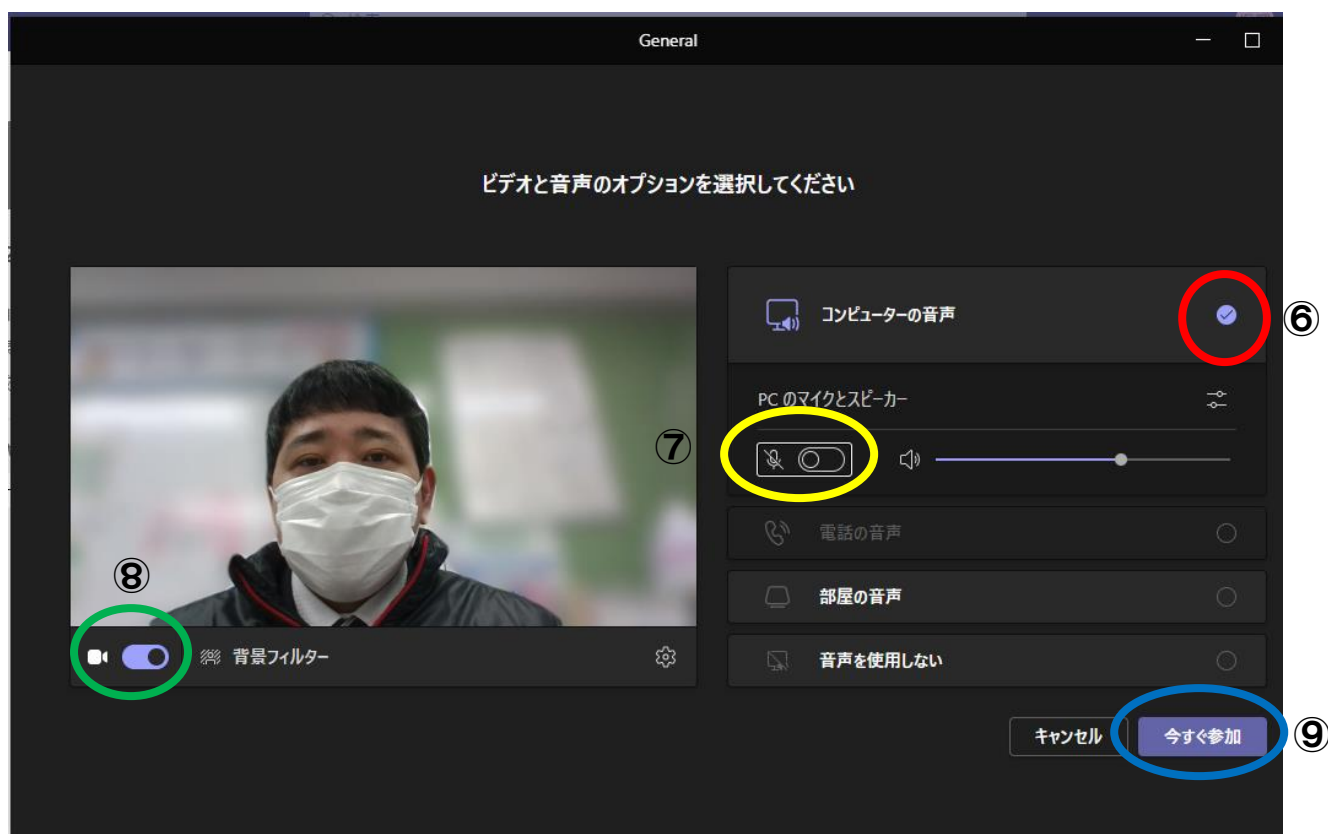 General
ビデオと音声のオプションを選択してください
コンピューターの音声
⑥
PC のマイクとスピーカー
⑦
電話の音声
⑧
部屋の音声
背景フィルター
音声を使用しない
キャンセル
今すぐ参加
⑨